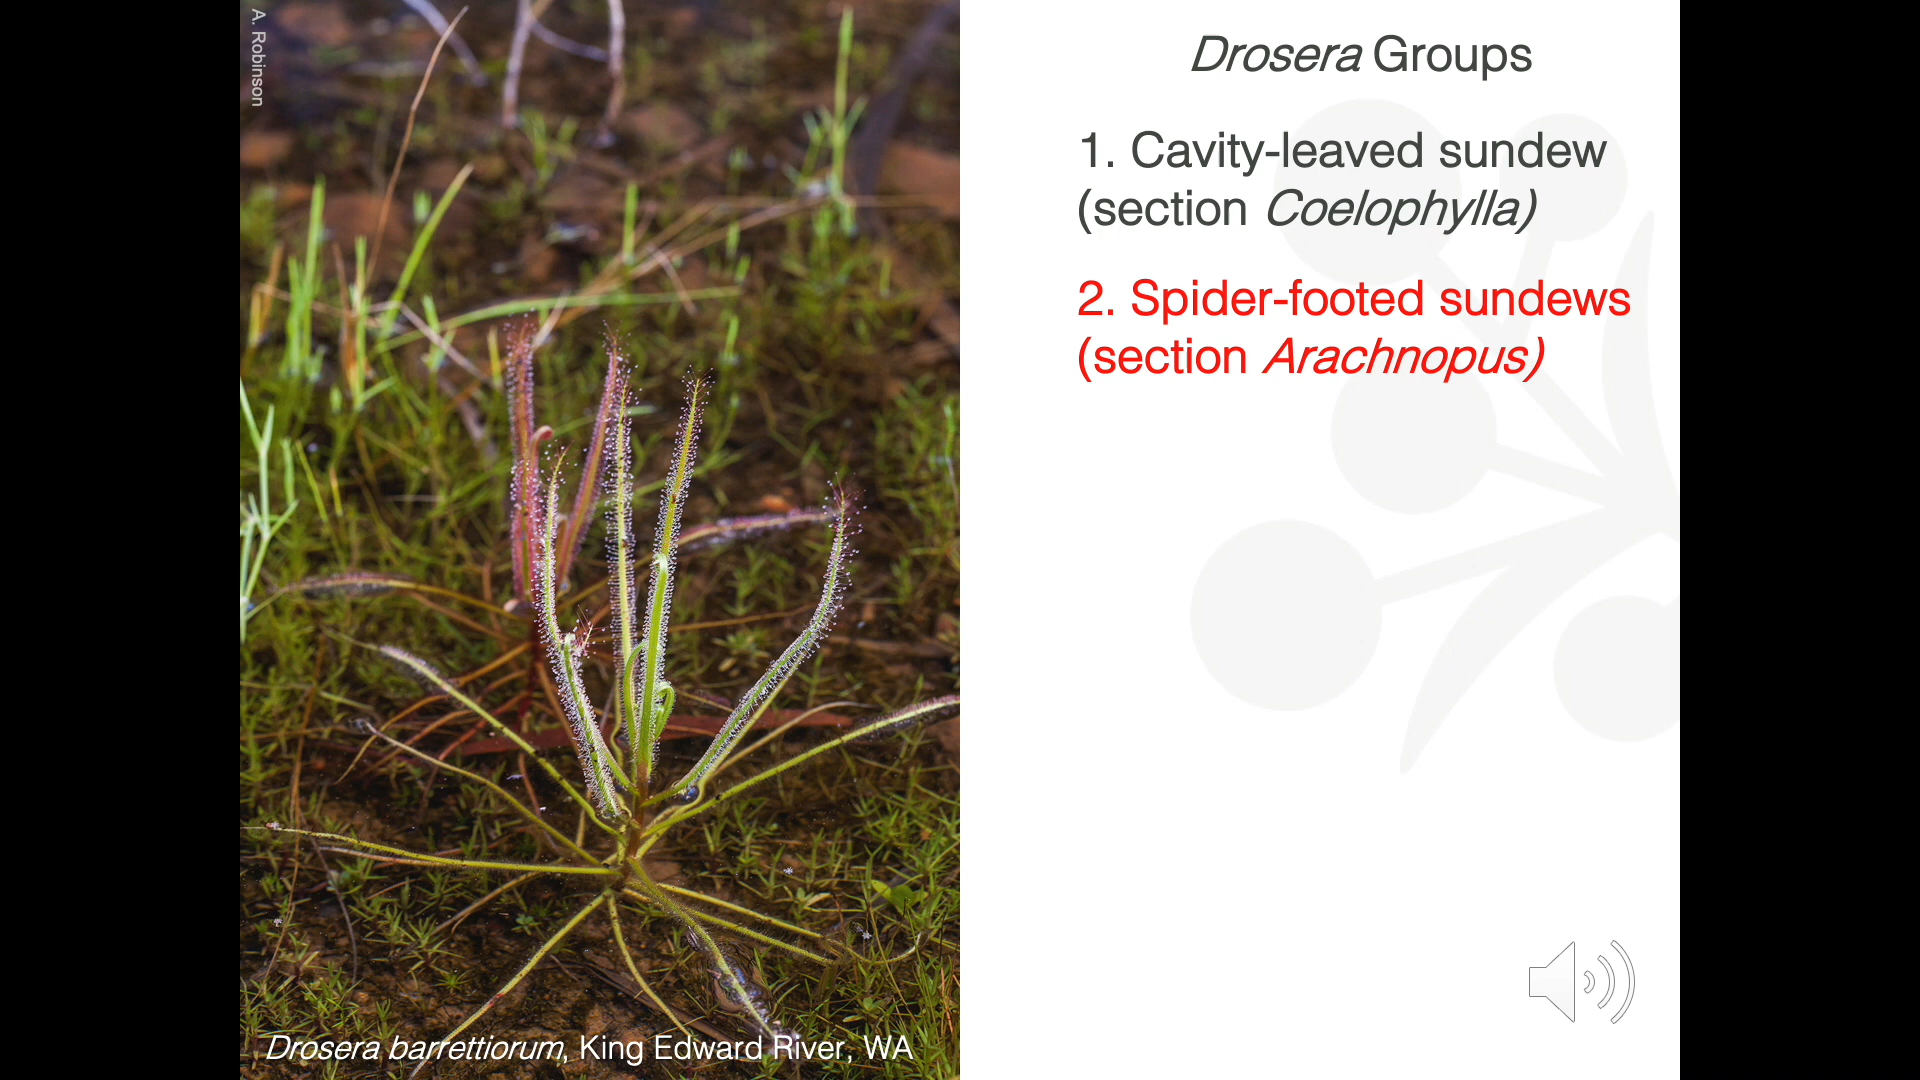 A. Robinson
Drosera barrettiorum, King Edward River, WA
Drosera Groups
1. Cavity-leaved sundew
(section Coelophylla)
2. Spider-footed sundews
(section Arachnopus)